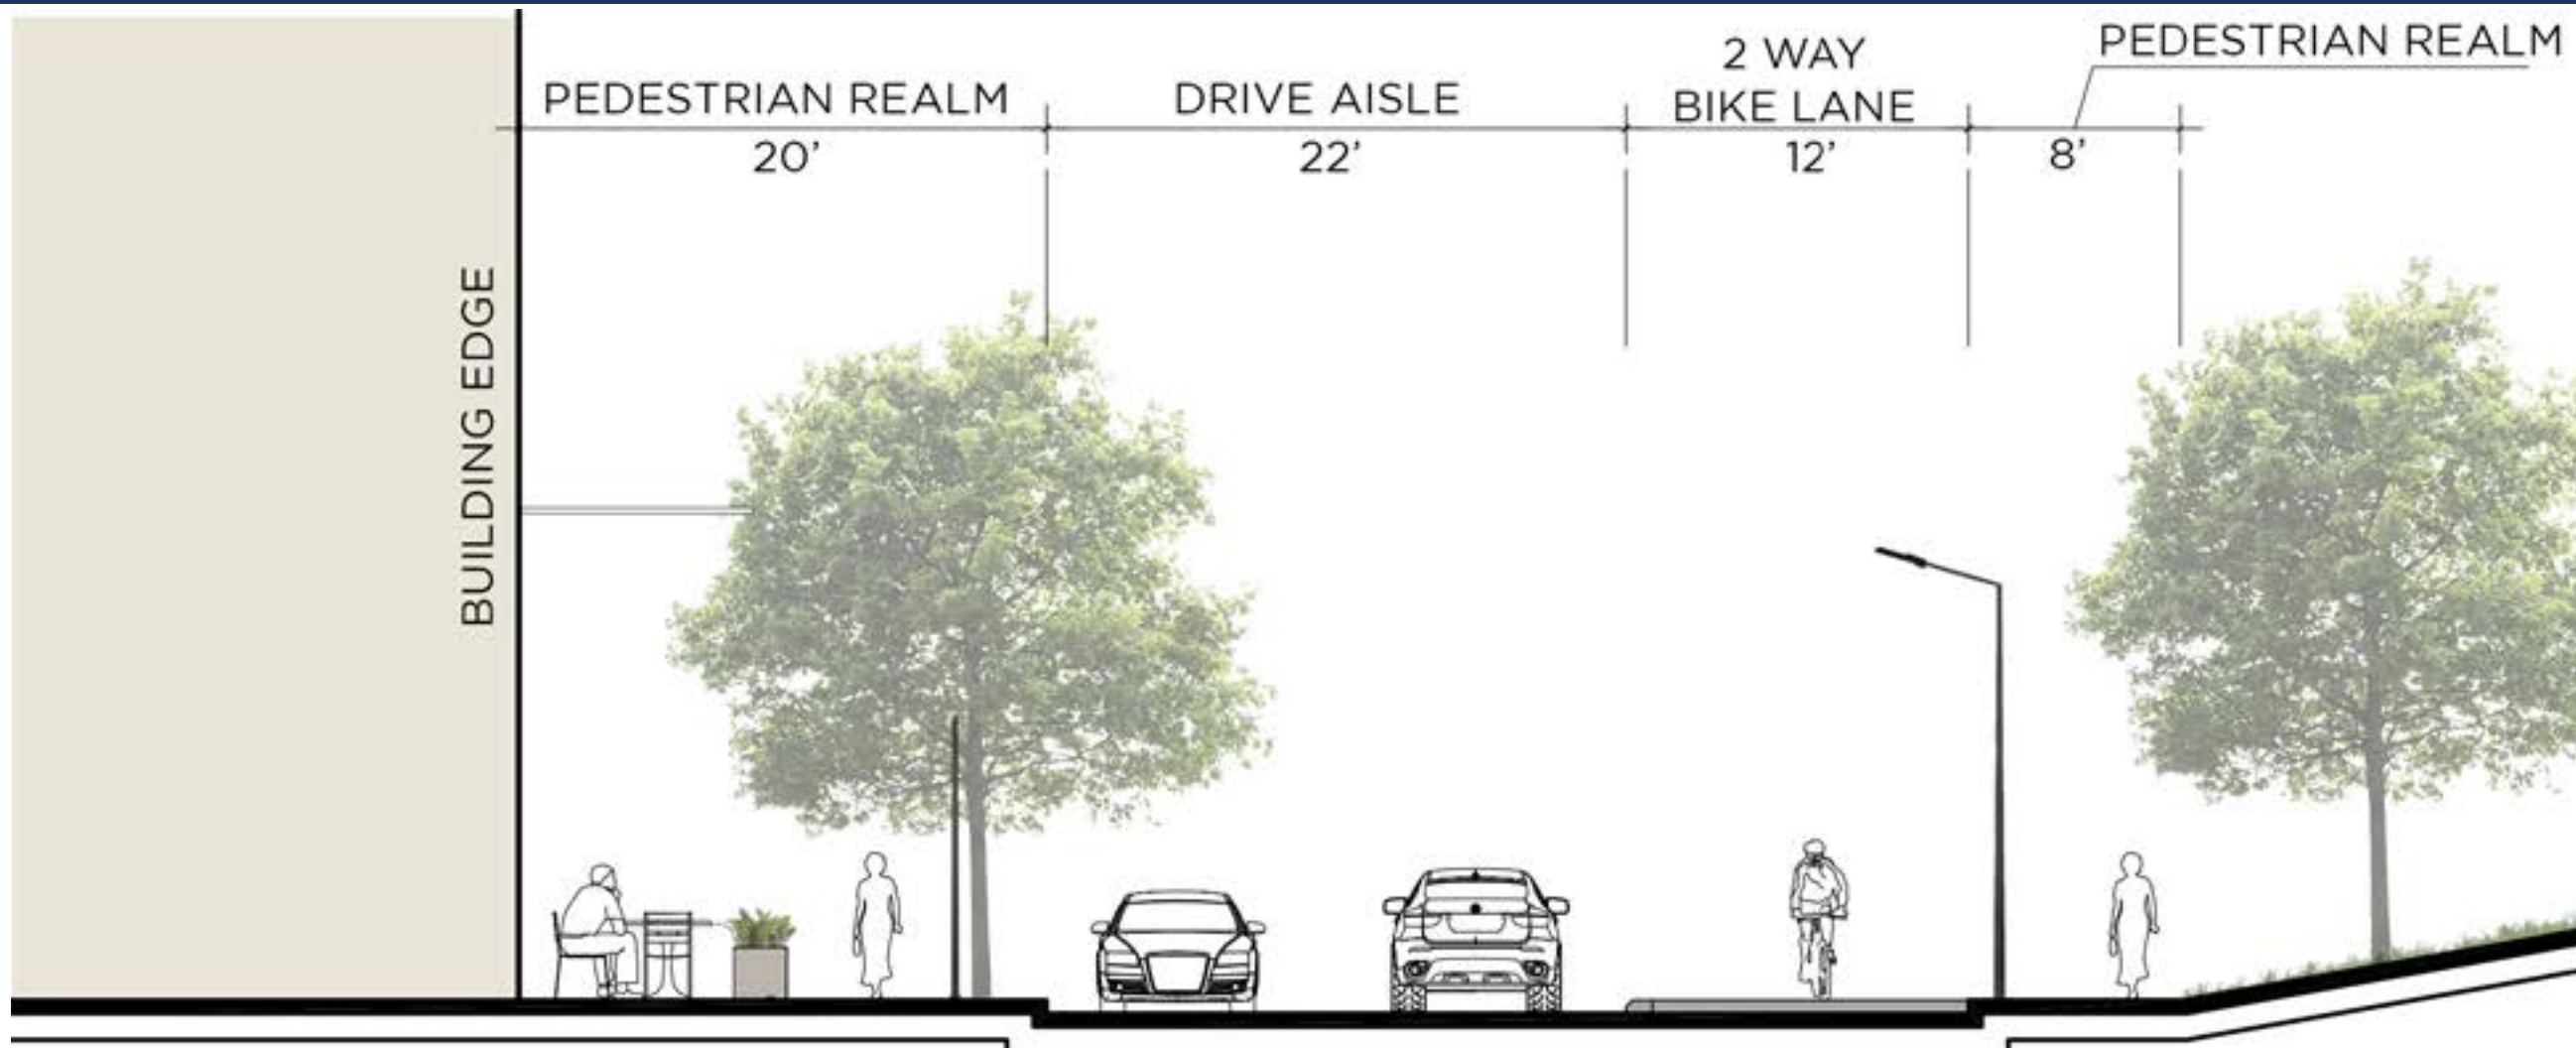 PEDESTRIAN REALM
20’
DRIVE AISLE
22’
2 WAY
BIKE LANE
12’
PEDESTRIAN REALM
8’
BUILDING EDGE